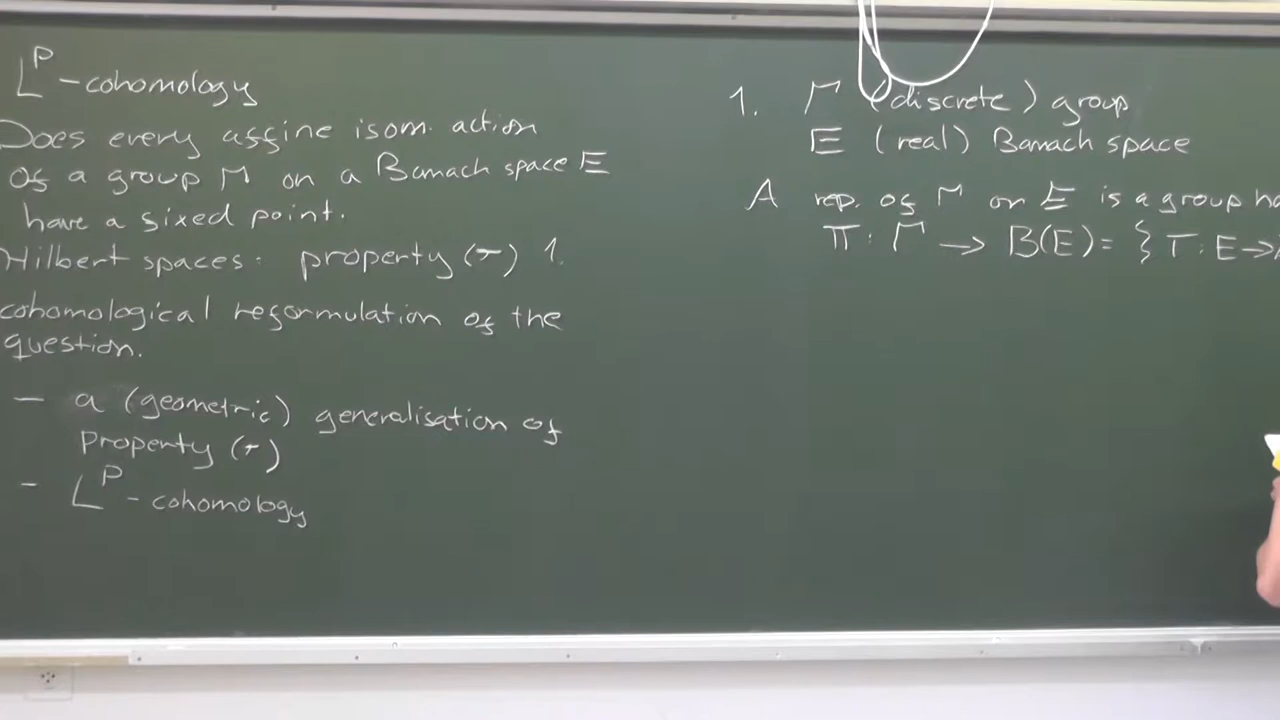 L^p - cohomology
Does every affine isom. action
of a group Γ on a Banach space E
have a fixed point.
Hilbert spaces: property (T) 1.
cohomological reformulation of the
question.
- a (geometric) generalisation of
property (T)
- L^p - cohomology
1. Γ (discrete) group
E (real) Banach space
A rep. of Γ on E is a group
π: Γ → B(E) = { T: E →